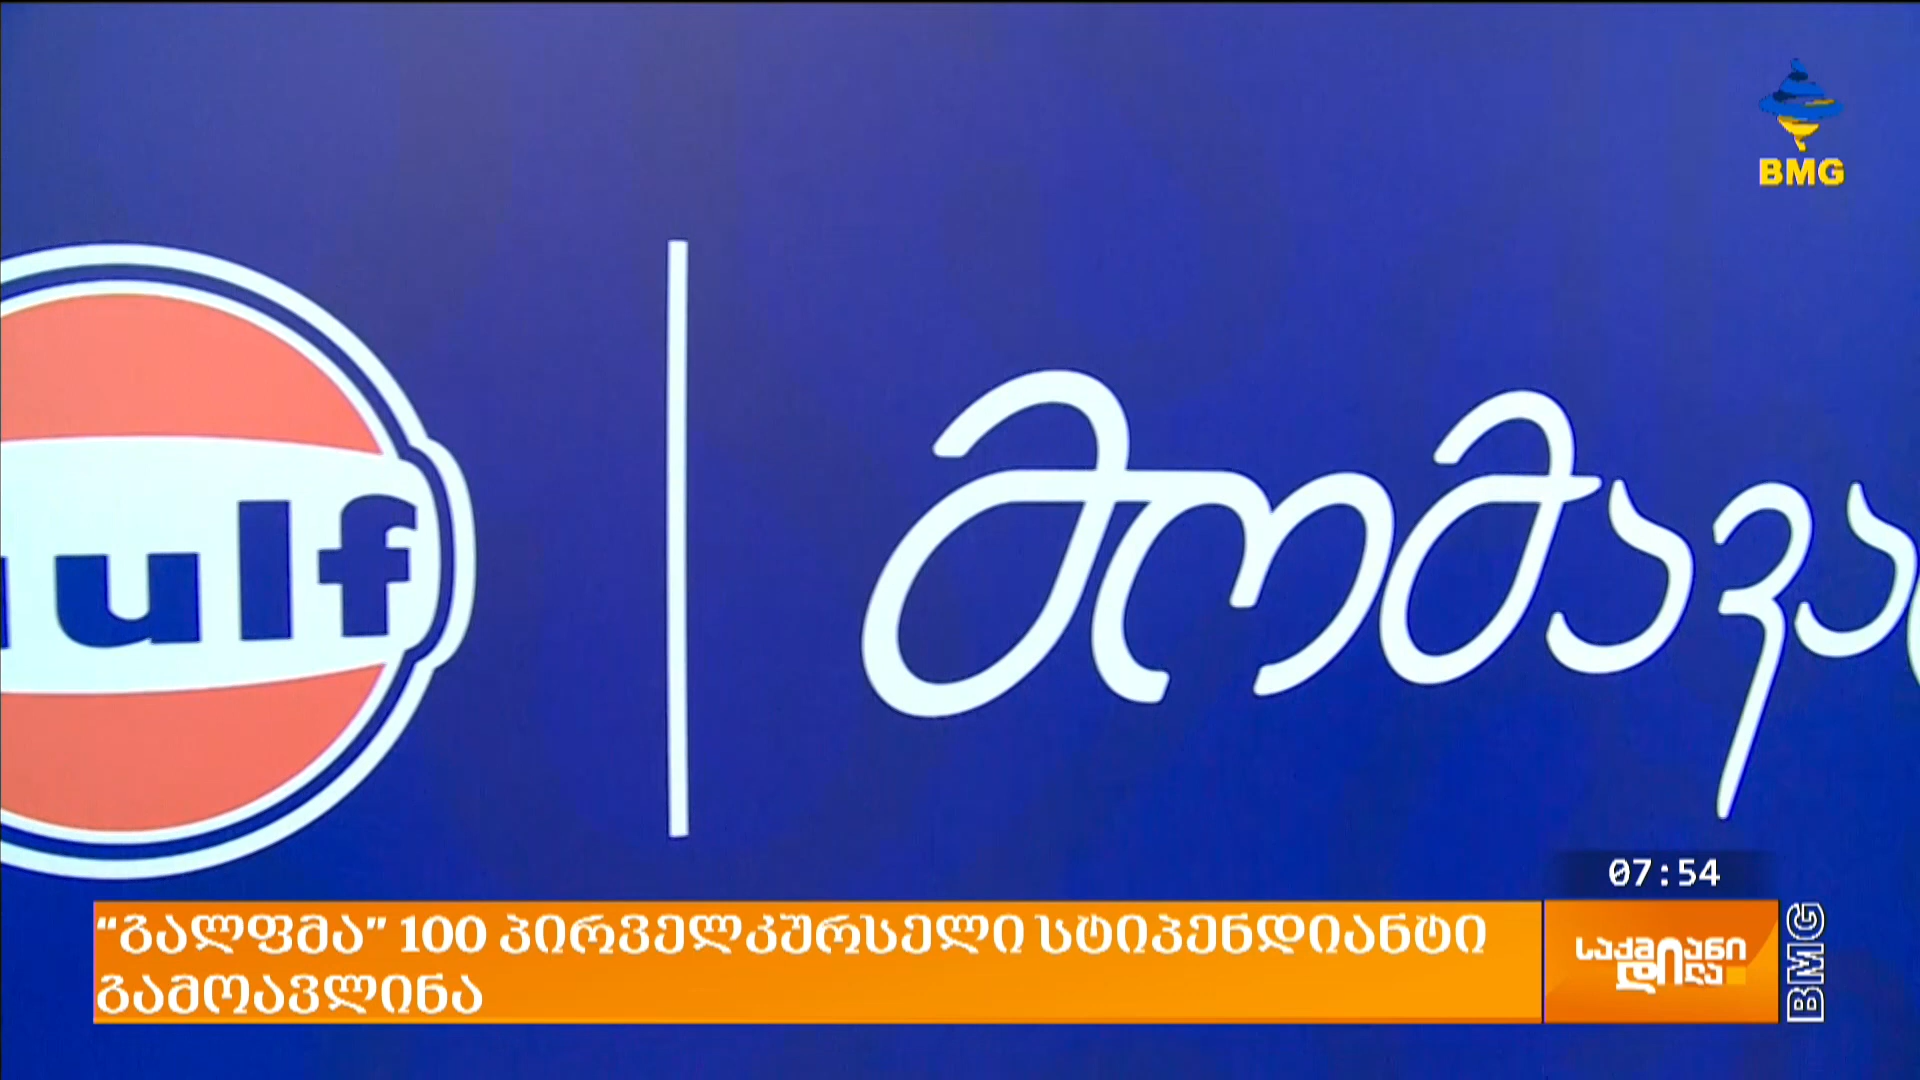 BMG
ulf
მომავა
07:54
“გალფმა” 100 პირველკურსელი სტიპენდიანტი
გამოავლინა
საქმიანი
დილა
BMG